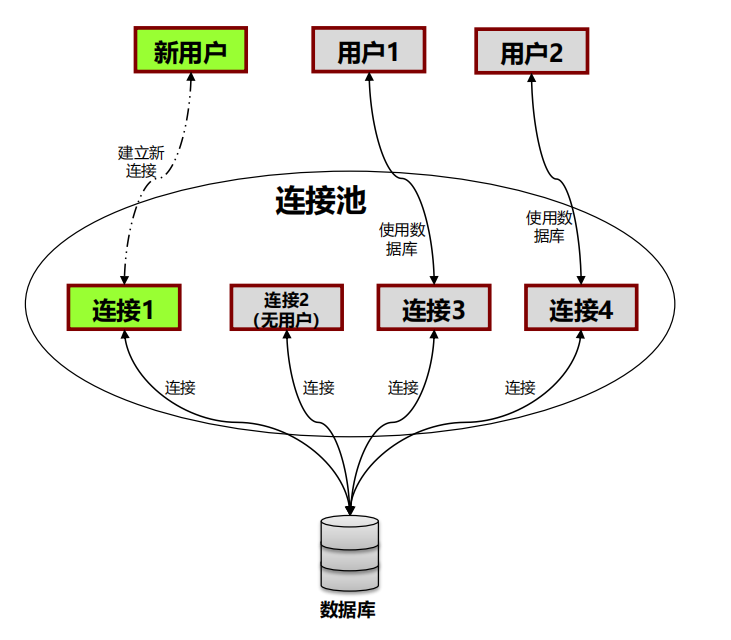 新用户
用户1
用户2
建立新
连接
连接池
使用数
据库
使用数
据库
连接1
连接2
(无用户)
连接3
连接4
连接
连接
连接
连接
数据库